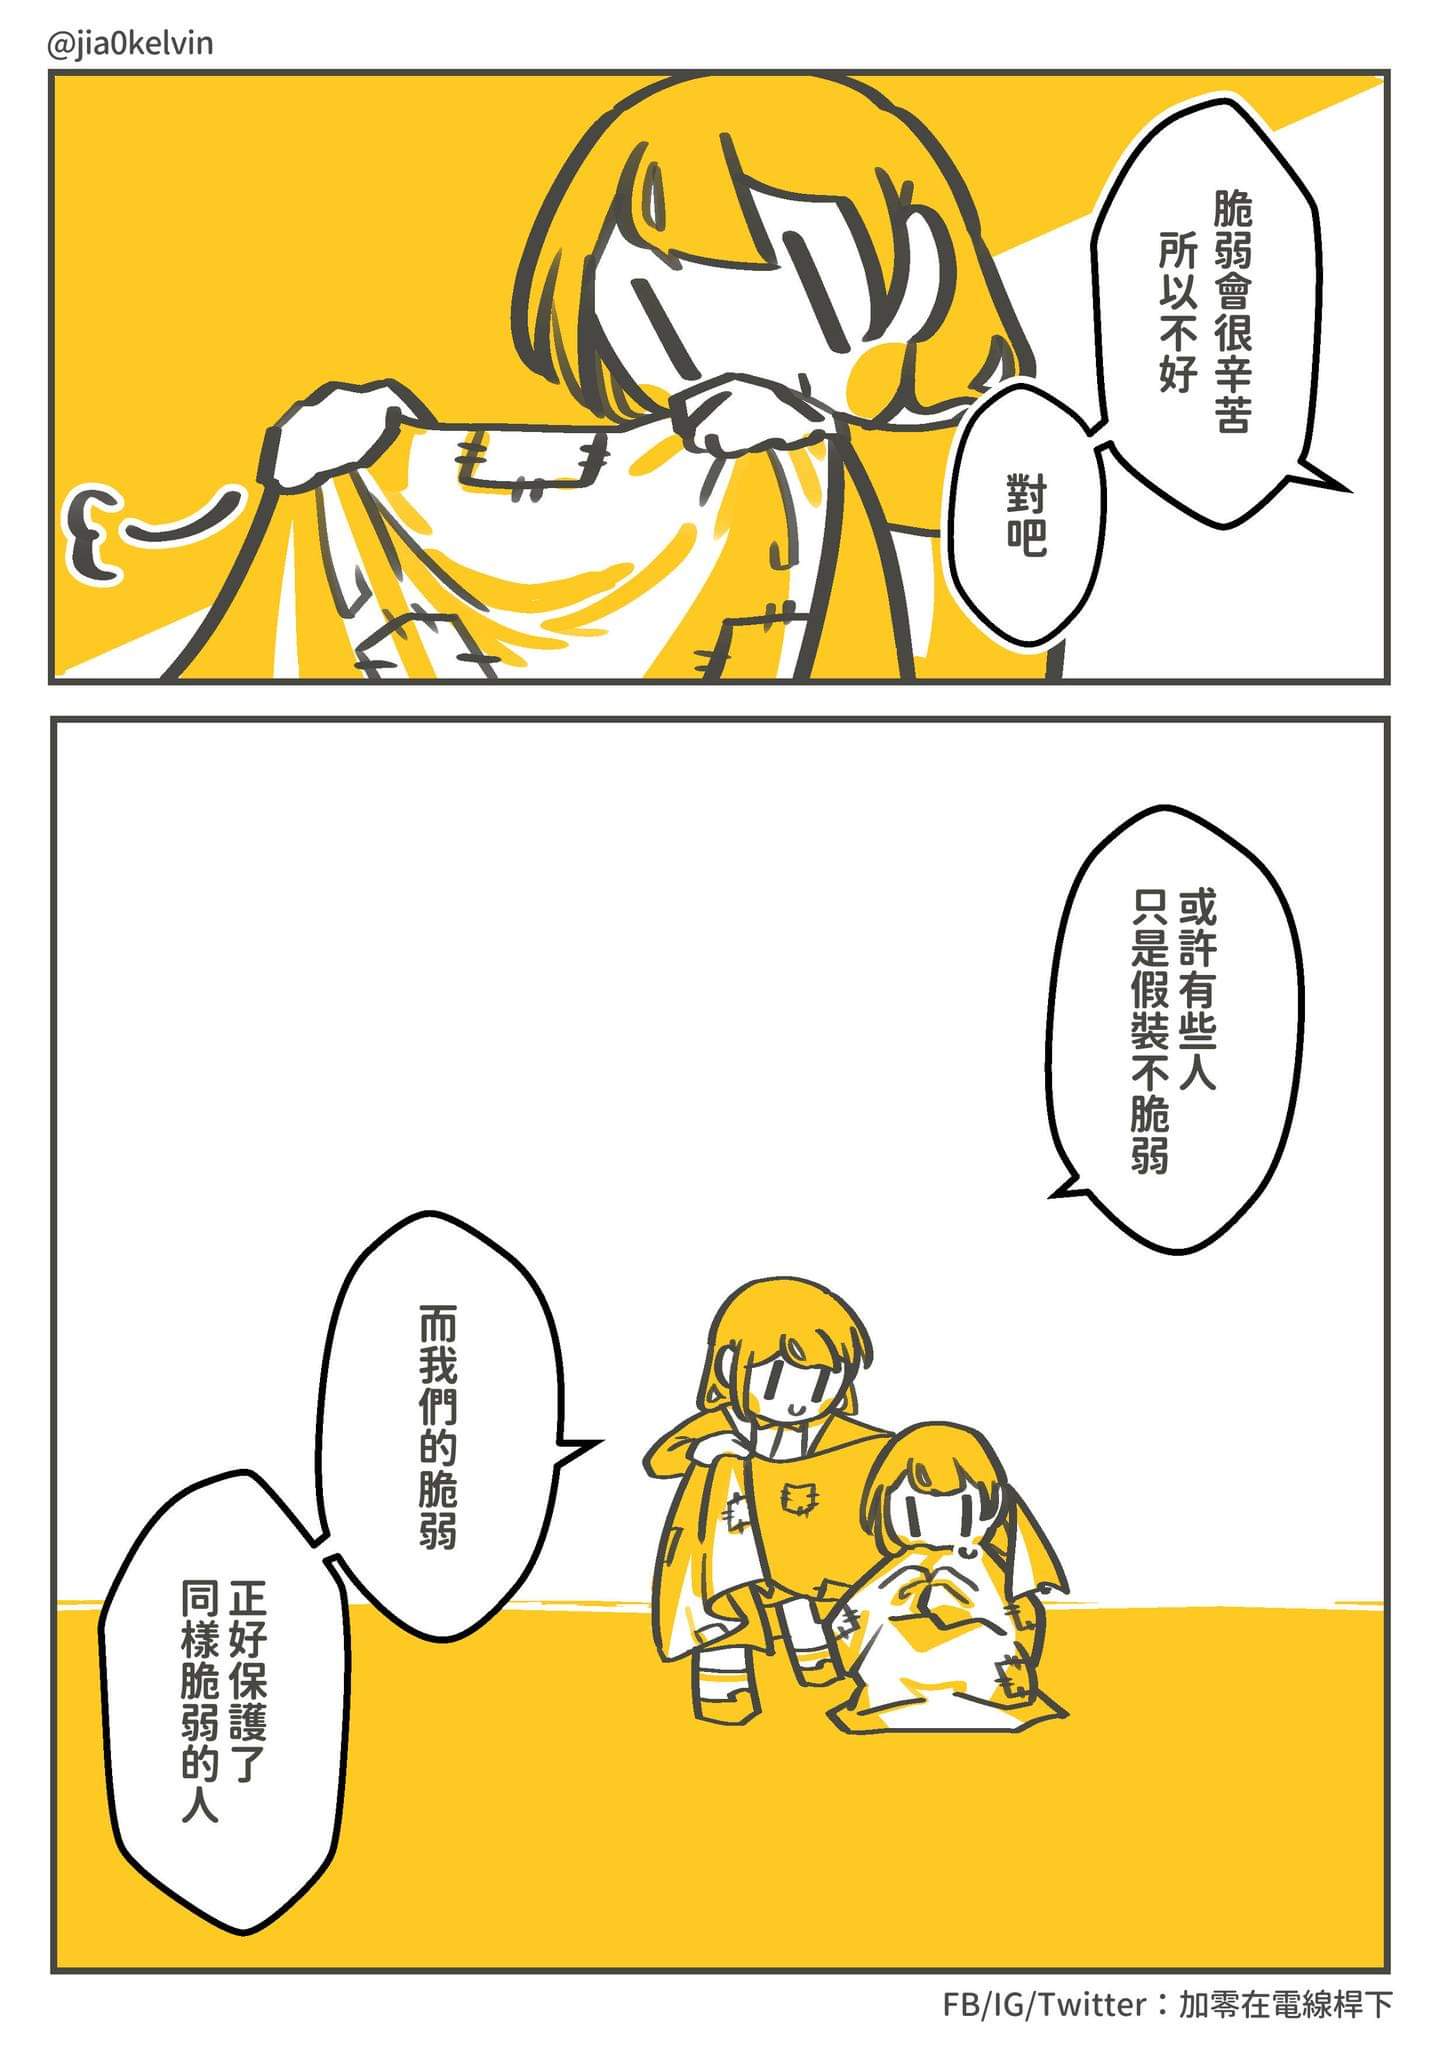 @jia0kelvin
脆弱會很辛苦
所以不好
對吧
或許有些人
只是假裝不脆弱
而我們的脆弱
正好保護了
同樣脆弱的人
FB/IG/Twitter：加零在電線桿下